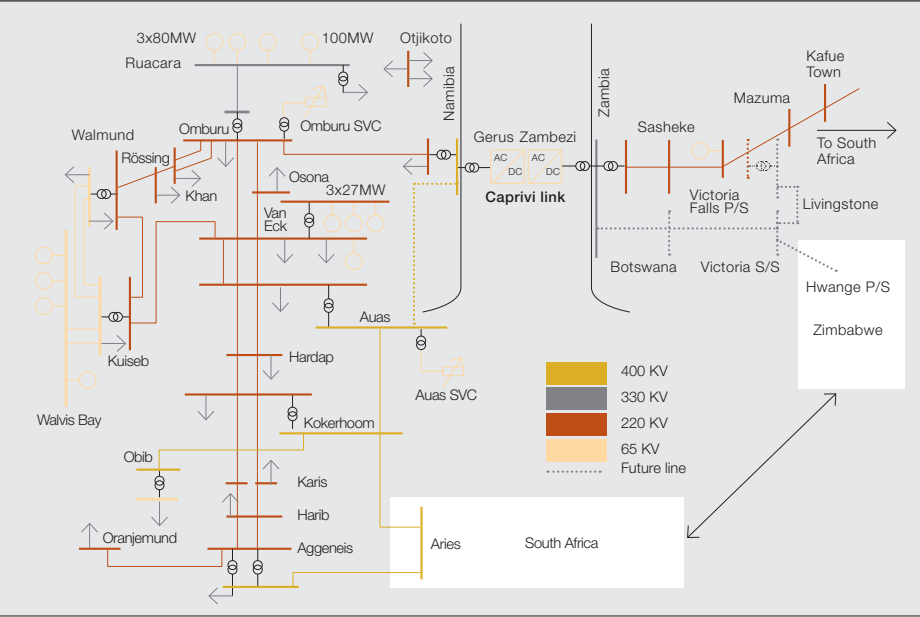 3x80MW
100MW
Ruacara
Otjikoto
Namibia
Zambia
Kafue
Town
Mazuma
To South
Africa
Sasheke
Omburu
Omburu SVC
Walmund
Rössing
Khan
Osona
3x27MW
Van
Eck
Gerus Zambezi
AC
DC
AC
DC
Caprivi link
Victoria
Falls P/S
Livingstone
Botswana
Victoria S/S
Hwange P/S
Zimbabwe
Auas
Kuiseb
Hardap
Auas SVC
Walvis Bay
Kokerhoom
Obib
Karis
Harib
Oranjemund
Aggeneis
Aries
South Africa
400 KV
330 KV
220 KV
65 KV
Future line